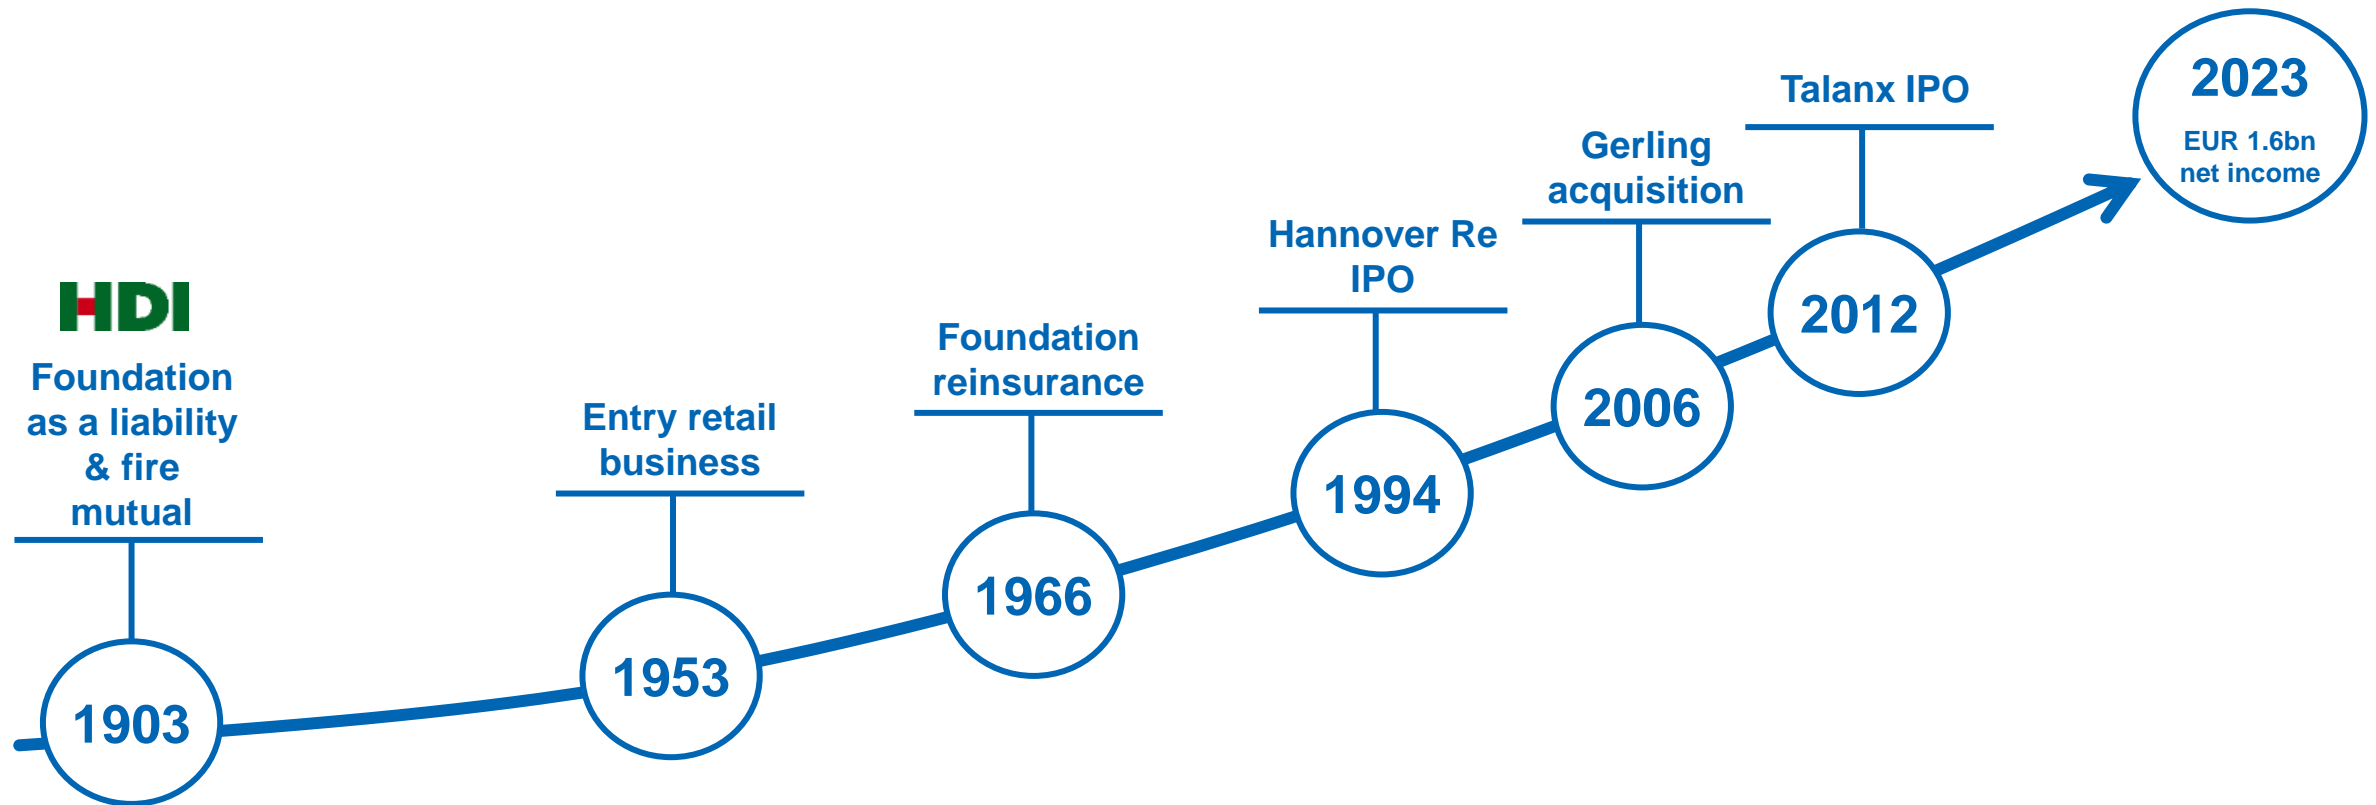 HDI
Foundation
as a liability
& fire
mutual
1903
Entry retail
business
1953
Foundation
reinsurance
1966
Hannover Re
IPO
1994
Gerling
acquisition
2006
Talanx IPO
2012
2023
EUR 1.6bn
net income